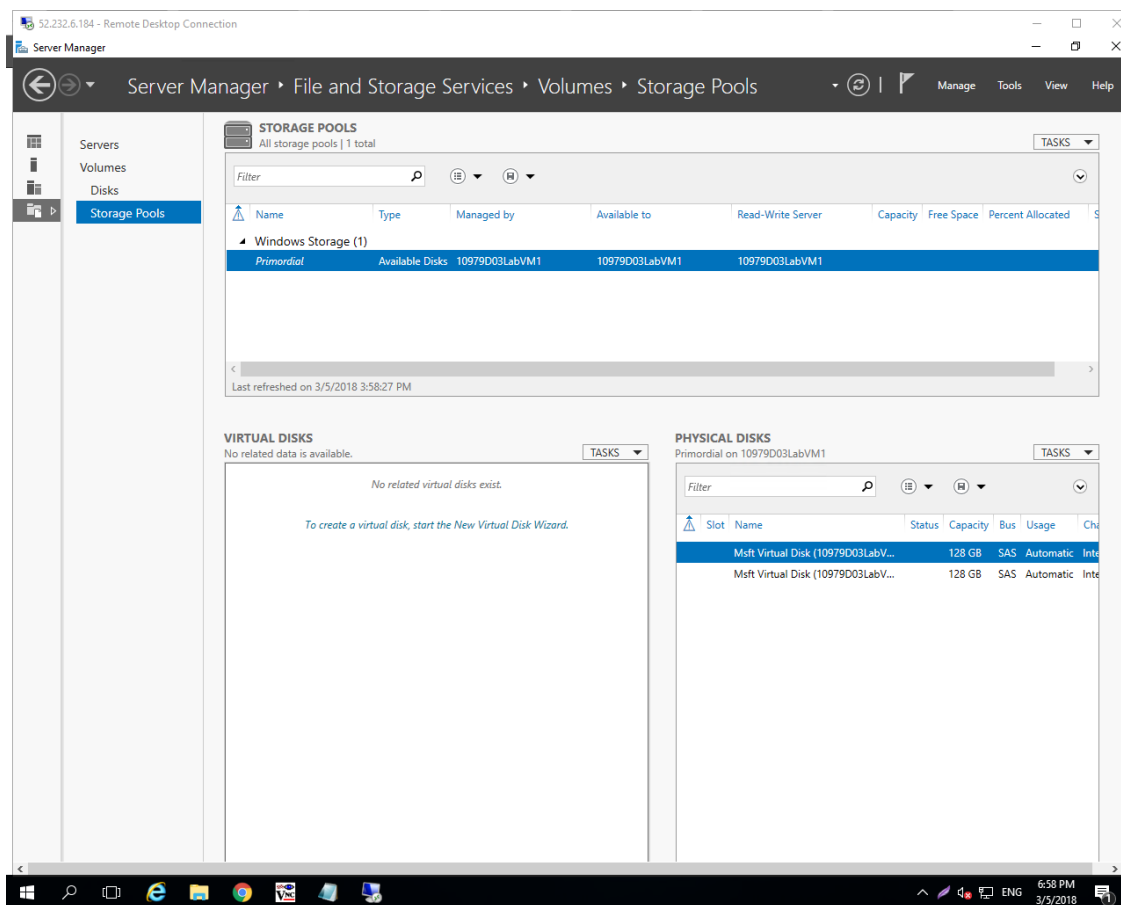 52.232.6.184 - Remote Desktop Connection
Server Manager
Server Manager ‣ File and Storage Services ‣ Volumes ‣ Storage Pools
Manage Tools View Help
Servers
Volumes
Disks
Storage Pools
STORAGE POOLS
All storage pools | 1 total
TASKS
Filter
Name Type Managed by Available to Read-Write Server Capacity Free Space Percent Allocated S
Windows Storage (1)
Primordial Available Disks 10979D03LabVM1 10979D03LabVM1 10979D03LabVM1
Last refreshed on 3/5/2018 3:58:27 PM
VIRTUAL DISKS
No related data is available.
TASKS
No related virtual disks exist.
To create a virtual disk, start the New Virtual Disk Wizard.
PHYSICAL DISKS
Primordial on 10979D03LabVM1
TASKS
Filter
Slot Name Status Capacity Bus Usage Cha
Msft Virtual Disk (10979D03LabV... 128 GB SAS Automatic Inte
Msft Virtual Disk (10979D03LabV... 128 GB SAS Automatic Inte
ENG
6:58 PM
3/5/2018
1